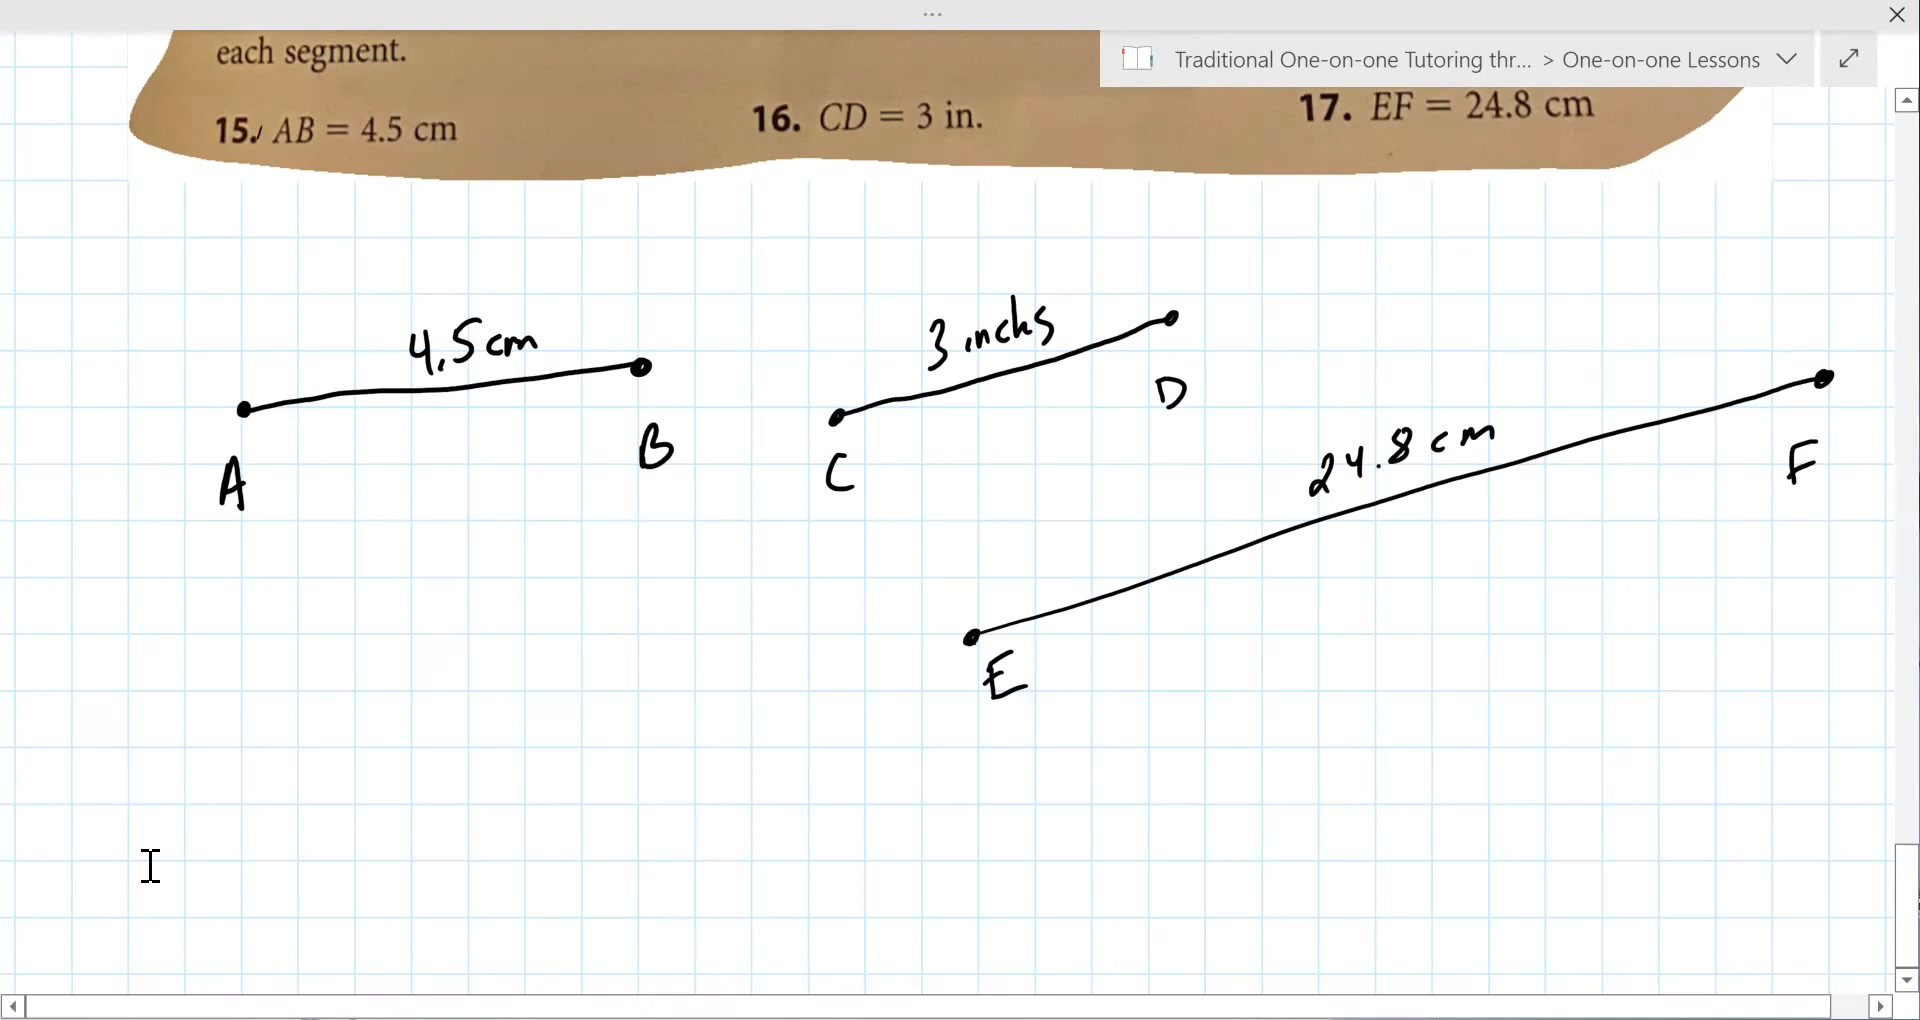 ...
each segment.
Traditional One-on-one Tutoring thr... > One-on-one Lessons
15. AB = 4.5 cm
16. CD = 3 in.
17. EF = 24.8 cm
4.5 cm
A
B
3 inchs
C
D
24.8 cm
E
F